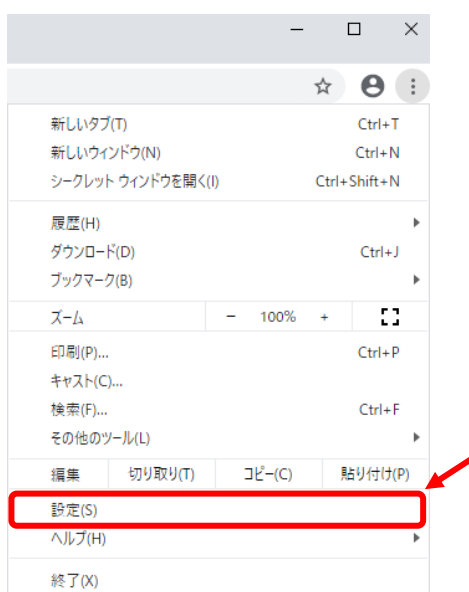 新しいタブ(T) Ctrl+T
新しいウィンドウ(N) Ctrl+N
シークレット ウィンドウを開く(I) Ctrl+Shift+N
履歴(H)
ダウンロード(D) Ctrl+J
ブックマーク(B)
ズーム − 100% +
印刷(P)... Ctrl+P
キャスト(C)...
検索(F)... Ctrl+F
その他のツール(L)
編集 切り取り(T) コピー(C) 貼り付け(P)
設定(S)
ヘルプ(H)
終了(X)